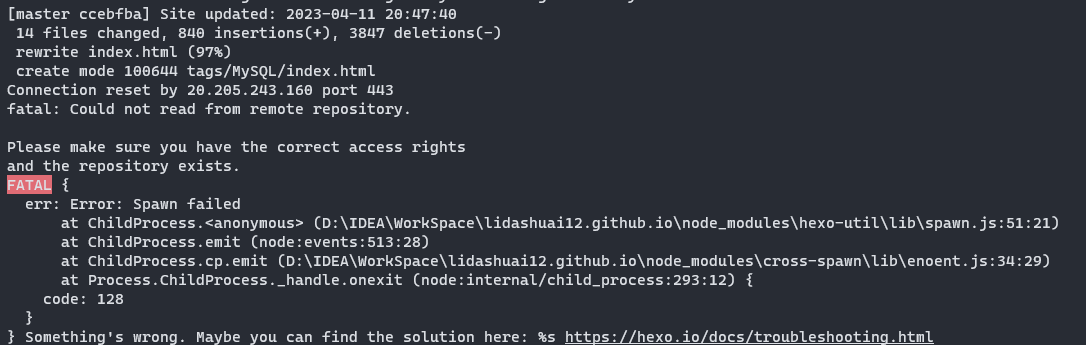 [master ccebfba] Site updated: 2023-04-11 20:47:40
 14 files changed, 840 insertions(+), 3847 deletions(-)
 rewrite index.html (97%)
 create mode 100644 tags/MySQL/index.html
Connection reset by 20.205.243.160 port 443
fatal: Could not read from remote repository.

Please make sure you have the correct access rights
and the repository exists.
FATAL {
  err: Error: Spawn failed
      at ChildProcess.<anonymous> (D:\IDEA\WorkSpace\lidashuai12.github.io\node_modules\hexo-util\lib\spawn.js:51:21)
      at ChildProcess.emit (node:events:513:28)
      at ChildProcess.cp.emit (D:\IDEA\WorkSpace\lidashuai12.github.io\node_modules\cross-spawn\lib\enoent.js:34:29)
      at Process.ChildProcess._handle.onexit (node:internal/child_process:293:12) {
    code: 128
  }
} Something's wrong. Maybe you can find the solution here: %s https://hexo.io/docs/troubleshooting.html